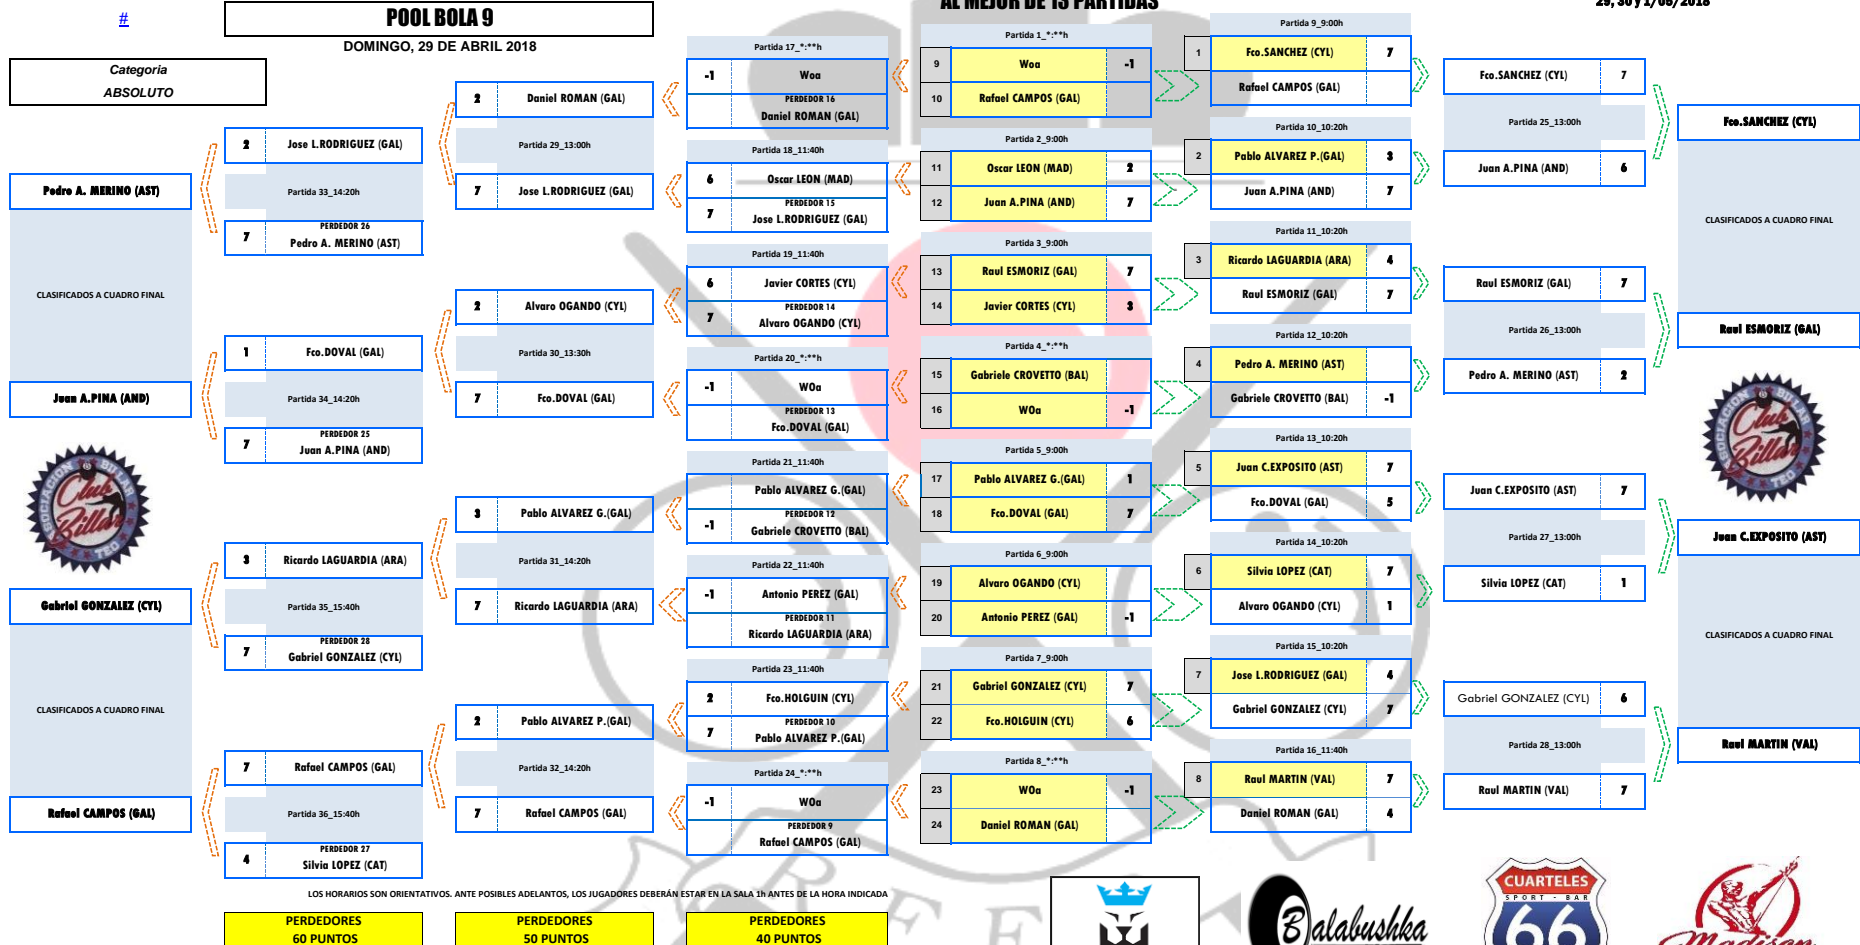 #
POOL BOLA 9
AL MEJOR DE 13 PARTIDAS
29, 30 y 1/05/2018
DOMINGO, 29 DE ABRIL 2018
Categoria
ABSOLUTO
Pedro A. MERINO (AST)
CLASIFICADOS A CUADRO FINAL
Juan A.PINA (AND)
Gabriel GONZALEZ (CYL)
CLASIFICADOS A CUADRO FINAL
Rafael CAMPOS (GAL)
2 Jose L.RODRIGUEZ (GAL)
Partida 33_14:20h
PERDEDOR 26
7 Pedro A. MERINO (AST)
1 Fco.DOVAL (GAL)
Partida 34_14:20h
PERDEDOR 25
7 Juan A.PINA (AND)
3 Ricardo LAGUARDIA (ARA)
Partida 35_15:40h
PERDEDOR 28
7 Gabriel GONZALEZ (CYL)
7 Rafael CAMPOS (GAL)
Partida 36_15:40h
PERDEDOR 27
4 Silvia LOPEZ (CAT)
2 Daniel ROMAN (GAL)
Partida 29_13:00h
7 Jose L.RODRIGUEZ (GAL)
2 Alvaro OGANDO (CYL)
Partida 30_13:30h
7 Fco.DOVAL (GAL)
3 Pablo ALVAREZ G.(GAL)
Partida 31_14:20h
7 Ricardo LAGUARDIA (ARA)
2 Pablo ALVAREZ P.(GAL)
Partida 32_14:20h
7 Rafael CAMPOS (GAL)
Partida 17_*:**h
-1 Woa
PERDEDOR 16
Daniel ROMAN (GAL)
Partida 18_11:40h
6 Oscar LEON (MAD)
PERDEDOR 15
7 Jose L.RODRIGUEZ (GAL)
Partida 19_11:40h
6 Javier CORTES (CYL)
PERDEDOR 14
7 Alvaro OGANDO (CYL)
Partida 20_*:**h
-1 WOa
PERDEDOR 13
Fco.DOVAL (GAL)
Partida 21_11:40h
Pablo ALVAREZ G.(GAL)
PERDEDOR 12
-1 Gabriele CROVETTO (BAL)
Partida 22_11:40h
-1 Antonio PEREZ (GAL)
PERDEDOR 11
Ricardo LAGUARDIA (ARA)
Partida 23_11:40h
2 Fco.HOLGUIN (CYL)
PERDEDOR 10
7 Pablo ALVAREZ P.(GAL)
Partida 24_*:**h
-1 WOa
PERDEDOR 9
Rafael CAMPOS (GAL)
Partida 1_*:**h
9 Woa -1
10 Rafael CAMPOS (GAL)
Partida 2_9:00h
11 Oscar LEON (MAD) 2
12 Juan A.PINA (AND) 7
Partida 3_9:00h
13 Raul ESMORIZ (GAL) 7
14 Javier CORTES (CYL) 3
Partida 4_*:**h
15 Gabriele CROVETTO (BAL)
16 WOa -1
Partida 5_9:00h
17 Pablo ALVAREZ G.(GAL) 1
18 Fco.DOVAL (GAL) 7
Partida 6_9:00h
19 Alvaro OGANDO (CYL)
20 Antonio PEREZ (GAL) -1
Partida 7_9:00h
21 Gabriel GONZALEZ (CYL) 7
22 Fco.HOLGUIN (CYL) 6
Partida 8_*:**h
23 WOa -1
24 Daniel ROMAN (GAL)
Partida 9_9:00h
1 Fco.SANCHEZ (CYL) 7
Rafael CAMPOS (GAL)
Partida 10_10:20h
2 Pablo ALVAREZ P.(GAL) 3
Juan A.PINA (AND) 7
Partida 11_10:20h
3 Ricardo LAGUARDIA (ARA) 4
Raul ESMORIZ (GAL) 7
Partida 12_10:20h
4 Pedro A. MERINO (AST)
Gabriele CROVETTO (BAL) -1
Partida 13_10:20h
5 Juan C.EXPOSITO (AST) 7
Fco.DOVAL (GAL) 5
Partida 14_10:20h
6 Silvia LOPEZ (CAT) 7
Alvaro OGANDO (CYL) 1
Partida 15_10:20h
7 Jose L.RODRIGUEZ (GAL) 4
Gabriel GONZALEZ (CYL) 7
Partida 16_11:40h
8 Raul MARTIN (VAL) 7
Daniel ROMAN (GAL) 4
Fco.SANCHEZ (CYL) 7
Partida 25_13:00h
Juan A.PINA (AND) 6
Raul ESMORIZ (GAL) 7
Partida 26_13:00h
Pedro A. MERINO (AST) 2
Juan C.EXPOSITO (AST) 7
Partida 27_13:00h
Silvia LOPEZ (CAT) 1
Gabriel GONZALEZ (CYL) 6
Partida 28_13:00h
Raul MARTIN (VAL) 7
Fco.SANCHEZ (CYL)
CLASIFICADOS A CUADRO FINAL
Raul ESMORIZ (GAL)
Juan C.EXPOSITO (AST)
CLASIFICADOS A CUADRO FINAL
Raul MARTIN (VAL)
ASOCIACION BILLAR TEO
Club
Billar
ASOCIACION BILLAR TEO
Club
Billar
LOS HORARIOS SON ORIENTATIVOS. ANTE POSIBLES ADELANTOS, LOS JUGADORES DEBERÁN ESTAR EN LA SALA 1h ANTES DE LA HORA INDICADA
PERDEDORES
60 PUNTOS
PERDEDORES
50 PUNTOS
PERDEDORES
40 PUNTOS
Balabushka
CUARTELES
SPORT - BAR
66
Madison